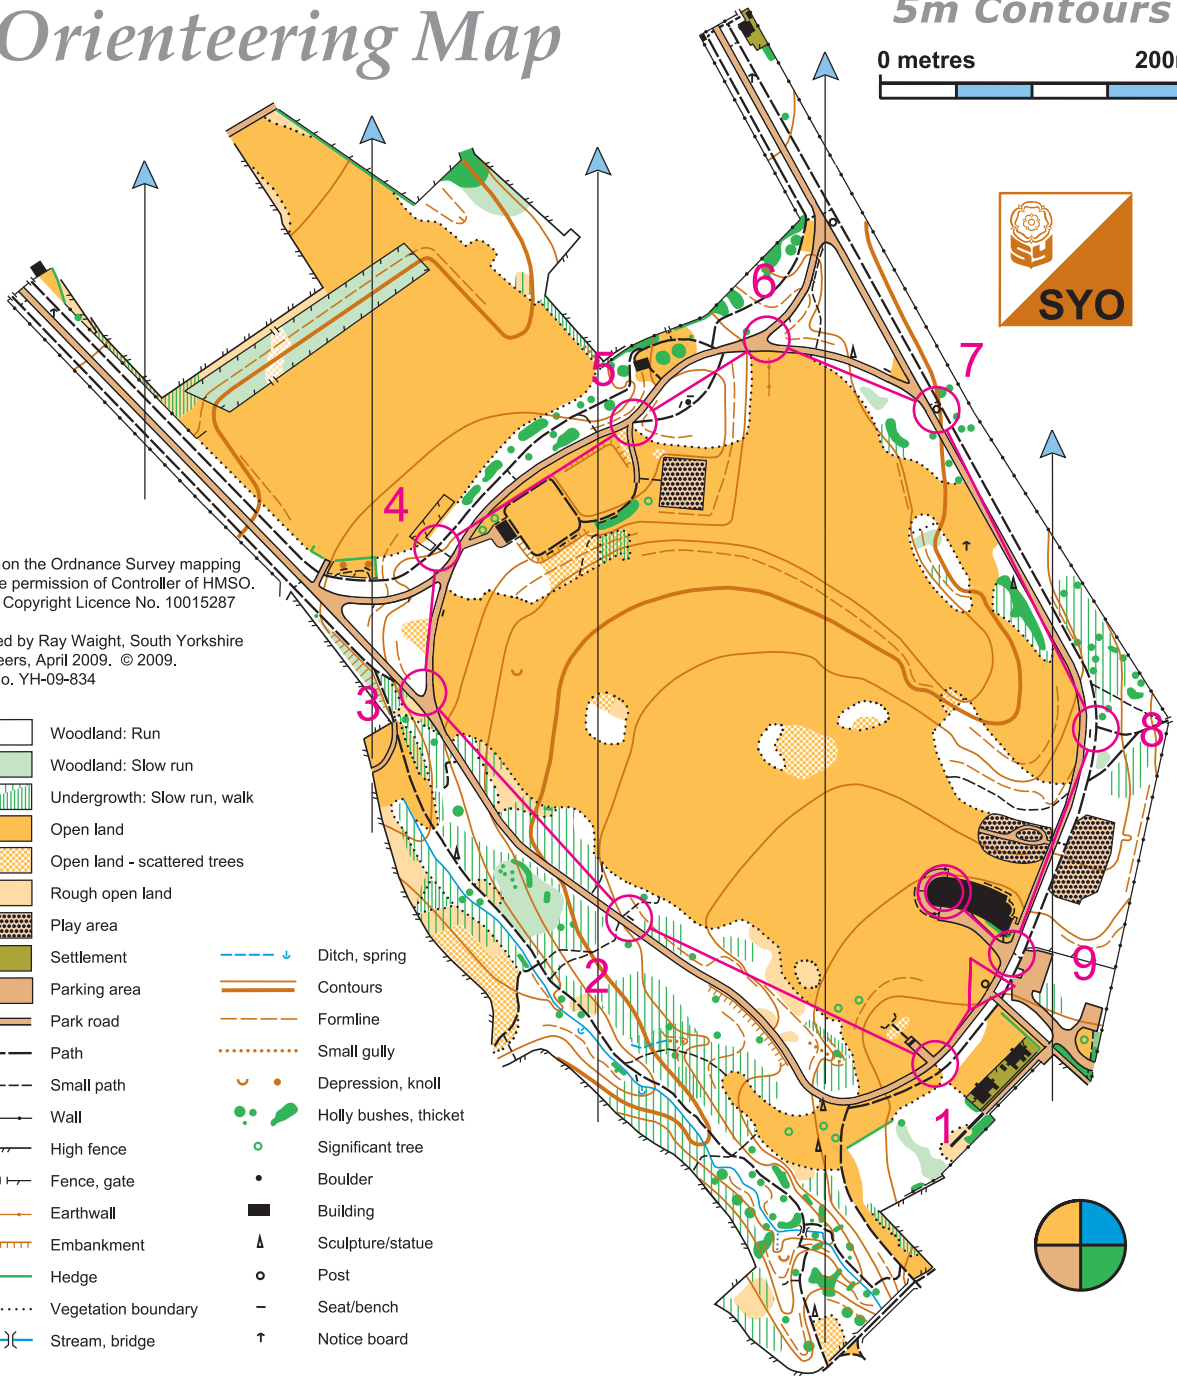 Orienteering Map
5m Contours
0 metres
200
SYO
6
5
7
4
on the Ordnance Survey mapping
permission of Controller of HMSO.
Copyright Licence No. 10015287
ed by Ray Waight, South Yorkshire
eers, April 2009. © 2009.
o. YH-09-834
3
8
2
9
1
Woodland: Run
Woodland: Slow run
Undergrowth: Slow run, walk
Open land
Open land - scattered trees
Rough open land
Play area
Settlement
Parking area
Park road
Path
Small path
Wall
High fence
Fence, gate
Earthwall
Embankment
Hedge
Vegetation boundary
Stream, bridge
Ditch, spring
Contours
Formline
Small gully
Depression, knoll
Holly bushes, thicket
Significant tree
Boulder
Building
Sculpture/statue
Post
Seat/bench
Notice board